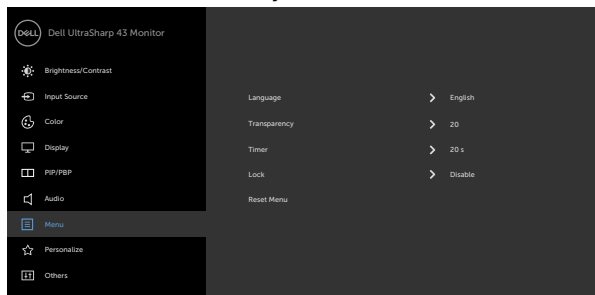 DELL Dell UltraSharp 43 Monitor
Brightness/Contrast
Input Source
Color
Display
PIP/PBP
Audio
Menu
Personalize
Others
Language English
Transparency 20
Timer 20 s
Lock Disable
Reset Menu